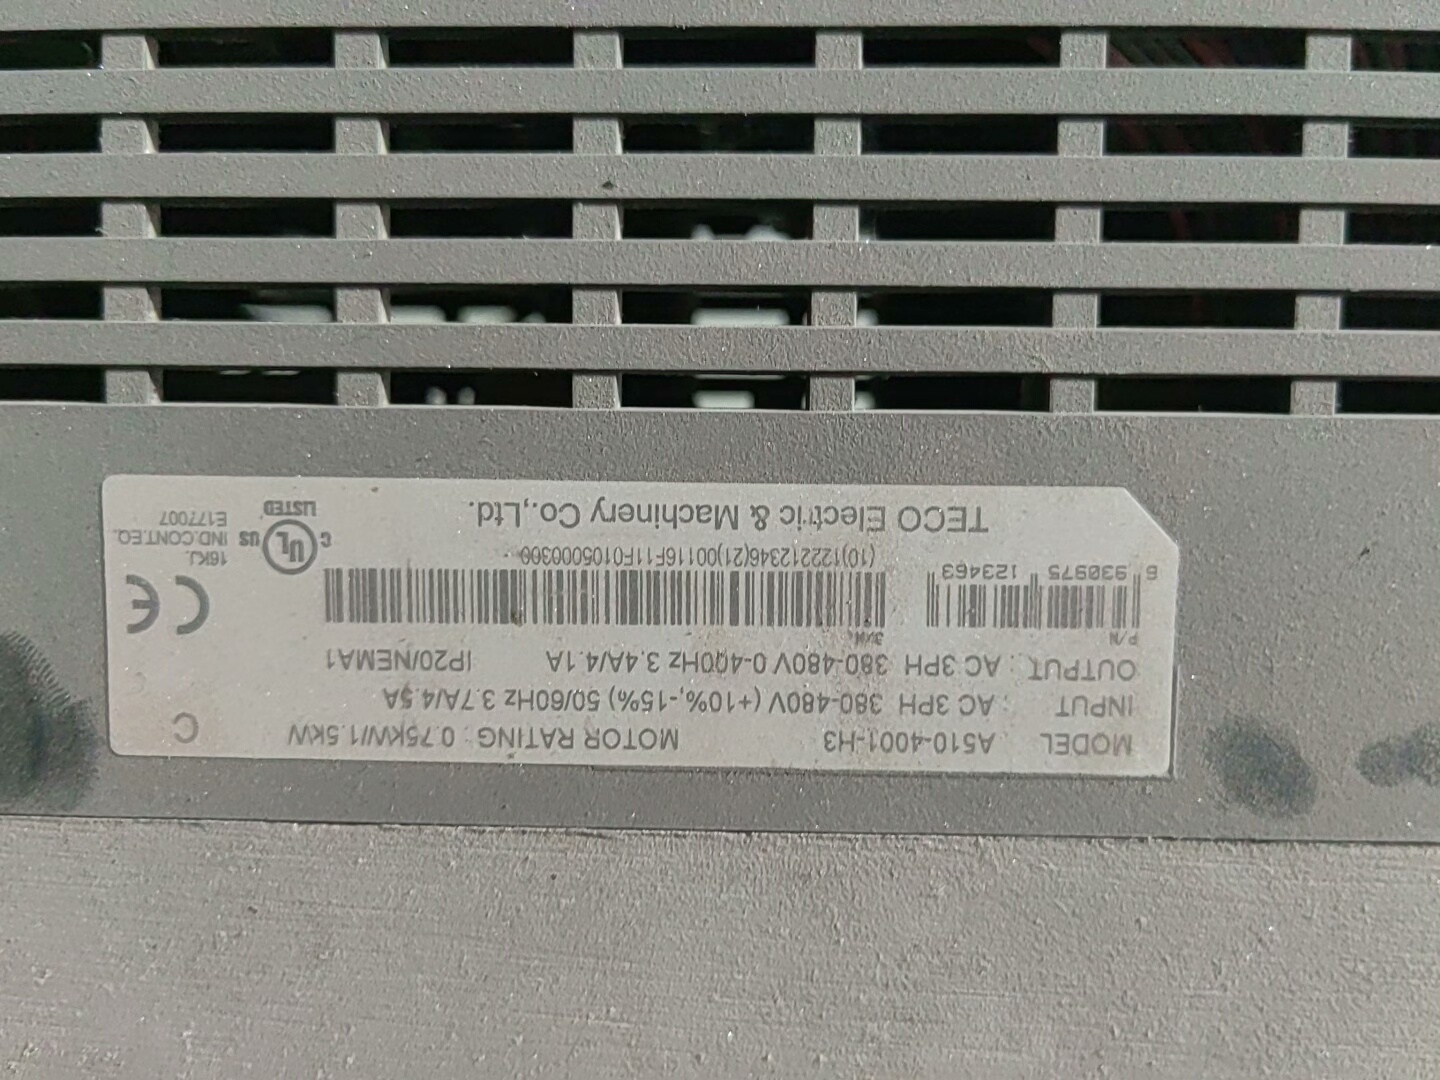 MODEL : A510-4001-H3 MOTOR RATING : 0.75KW/1.5KW
INPUT : AC 3PH 380-480V (+10%,-15%) 50/60Hz 3.7A/4.5A
OUTPUT : AC 3PH 380-480V 0-400Hz 3.4A/4.1A IP20/NEMA1
C
P/N
S/N
6 930975 123463
(10)122212346(21)00116F11F0105000300
TECO Electric & Machinery Co.,Ltd.
CE
C UL US
LISTED
16KJ
IND.CONT.EQ.
E177007